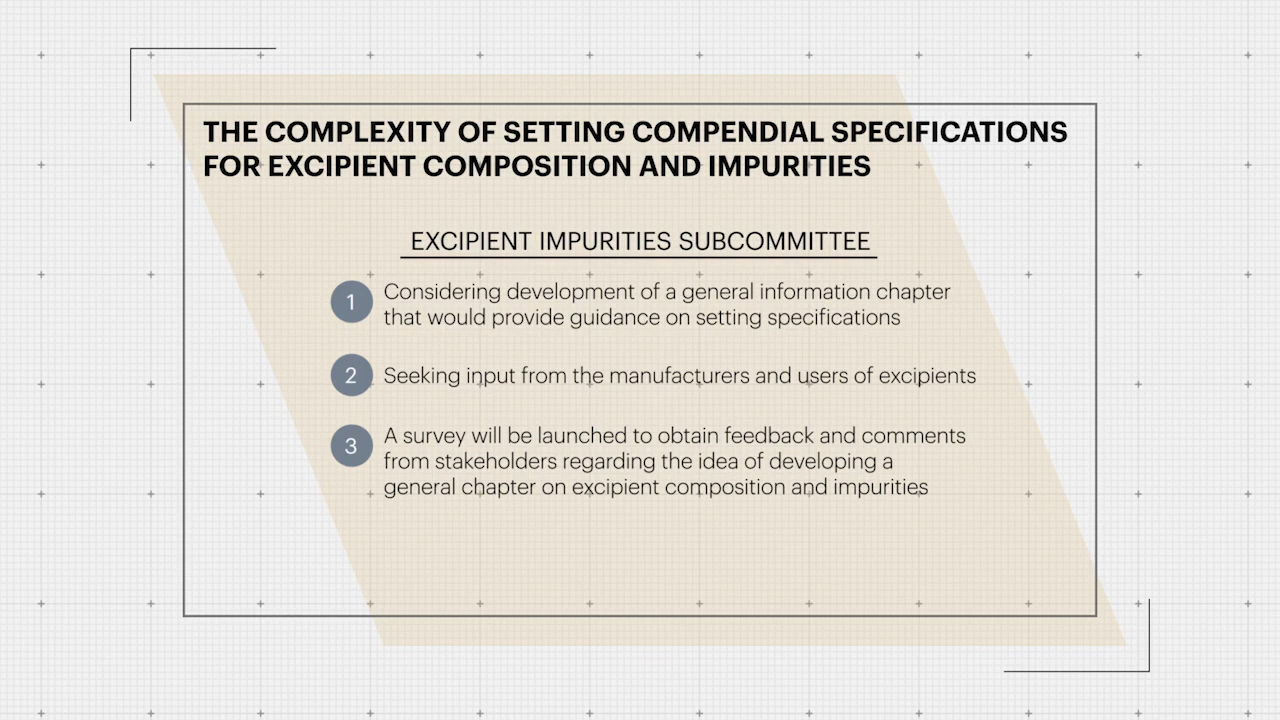 THE COMPLEXITY OF SETTING COMPENDIAL SPECIFICATIONS
FOR EXCIPIENT COMPOSITION AND IMPURITIES
EXCIPIENT IMPURITIES SUBCOMMITTEE
1 Considering development of a general information chapter
that would provide guidance on setting specifications
2 Seeking input from the manufacturers and users of excipients
3 A survey will be launched to obtain feedback and comments
from stakeholders regarding the idea of developing a
general chapter on excipient composition and impurities